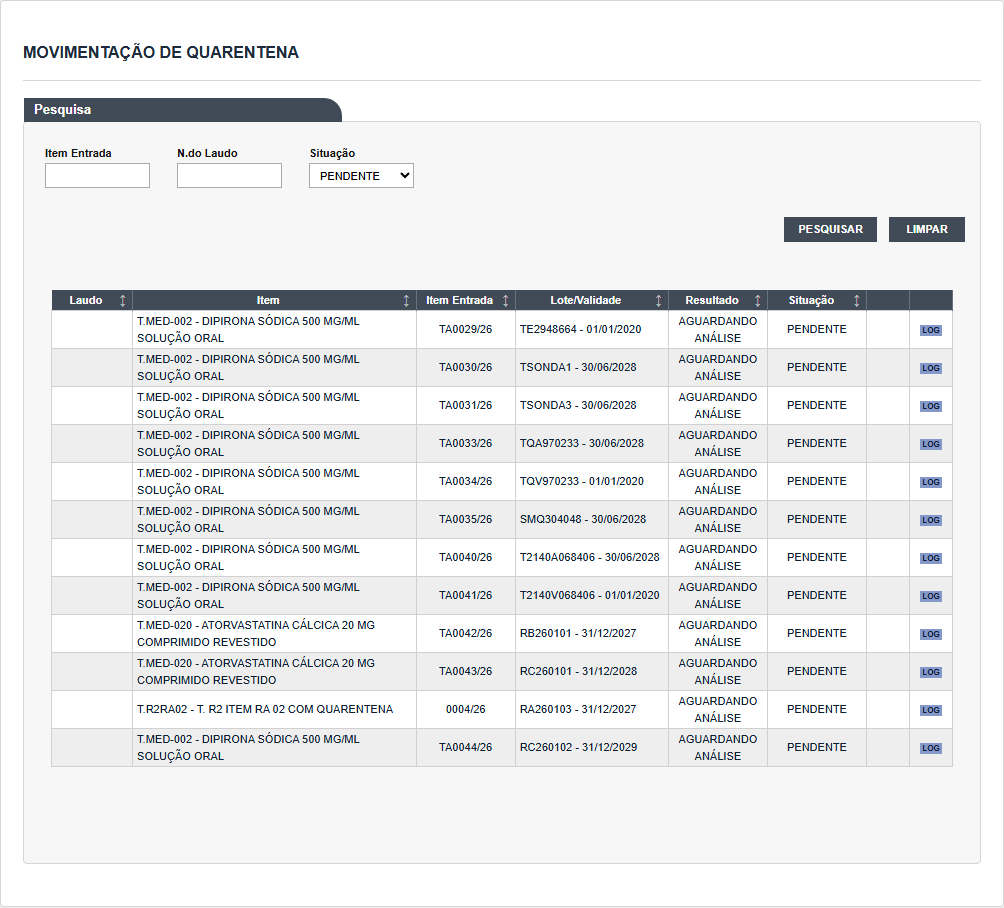 MOVIMENTAÇÃO DE QUARENTENA
Pesquisa
Item Entrada N.do Laudo Situação
PENDENTE
PESQUISAR LIMPAR
Laudo Item Item Entrada Lote/Validade Resultado Situação
T.MED-002 - DIPIRONA SÓDICA 500 MG/ML SOLUÇÃO ORAL TA0029/26 TE2948664 - 01/01/2020 AGUARDANDO ANÁLISE PENDENTE LOG
T.MED-002 - DIPIRONA SÓDICA 500 MG/ML SOLUÇÃO ORAL TA0030/26 TSONDA1 - 30/06/2028 AGUARDANDO ANÁLISE PENDENTE LOG
T.MED-002 - DIPIRONA SÓDICA 500 MG/ML SOLUÇÃO ORAL TA0031/26 TSONDA3 - 30/06/2028 AGUARDANDO ANÁLISE PENDENTE LOG
T.MED-002 - DIPIRONA SÓDICA 500 MG/ML SOLUÇÃO ORAL TA0033/26 TQA970233 - 30/06/2028 AGUARDANDO ANÁLISE PENDENTE LOG
T.MED-002 - DIPIRONA SÓDICA 500 MG/ML SOLUÇÃO ORAL TA0034/26 TQV970233 - 01/01/2020 AGUARDANDO ANÁLISE PENDENTE LOG
T.MED-002 - DIPIRONA SÓDICA 500 MG/ML SOLUÇÃO ORAL TA0035/26 SMQ304048 - 30/06/2028 AGUARDANDO ANÁLISE PENDENTE LOG
T.MED-002 - DIPIRONA SÓDICA 500 MG/ML SOLUÇÃO ORAL TA0040/26 T2140A068406 - 30/06/2028 AGUARDANDO ANÁLISE PENDENTE LOG
T.MED-002 - DIPIRONA SÓDICA 500 MG/ML SOLUÇÃO ORAL TA0041/26 T2140V068406 - 01/01/2020 AGUARDANDO ANÁLISE PENDENTE LOG
T.MED-020 - ATORVASTATINA CÁLCICA 20 MG COMPRIMIDO REVESTIDO TA0042/26 RB260101 - 31/12/2027 AGUARDANDO ANÁLISE PENDENTE LOG
T.MED-020 - ATORVASTATINA CÁLCICA 20 MG COMPRIMIDO REVESTIDO TA0043/26 RC260101 - 31/12/2028 AGUARDANDO ANÁLISE PENDENTE LOG
T.R2RA02 - T. R2 ITEM RA 02 COM QUARENTENA 0004/26 RA260103 - 31/12/2027 AGUARDANDO ANÁLISE PENDENTE LOG
T.MED-002 - DIPIRONA SÓDICA 500 MG/ML SOLUÇÃO ORAL TA0044/26 RC260102 - 31/12/2029 AGUARDANDO ANÁLISE PENDENTE LOG